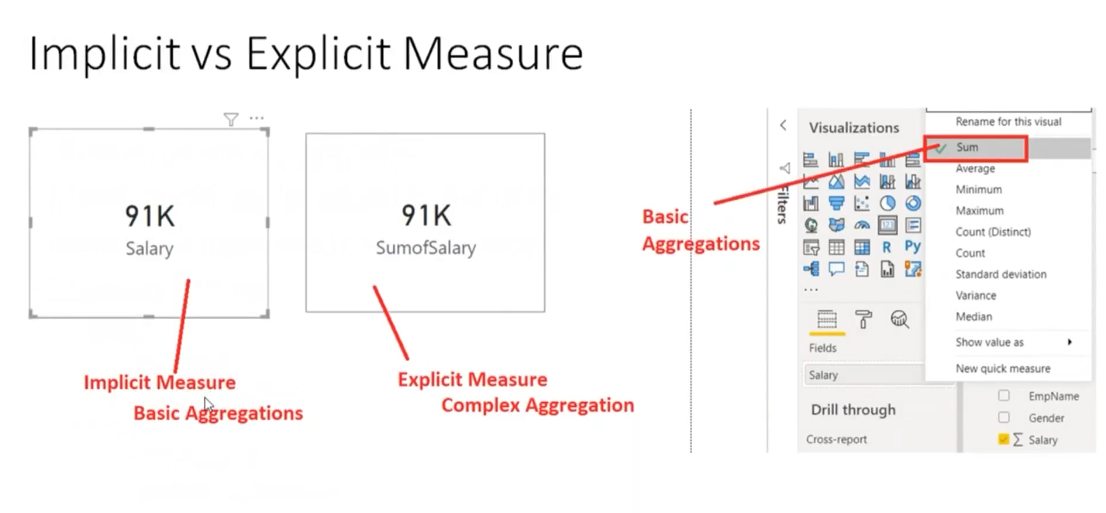 Implicit vs Explicit Measure
91K
Salary
91K
SumofSalary
Implicit Measure
Basic Aggregations
Explicit Measure
Complex Aggregation
Basic
Aggregations
Filters
Visualizations
R
Py
Fields
Salary
Drill through
Cross-report
Rename for this visual
Sum
Average
Minimum
Maximum
Count (Distinct)
Count
Standard deviation
Variance
Median
Show value as
New quick measure
EmpName
Gender
Salary